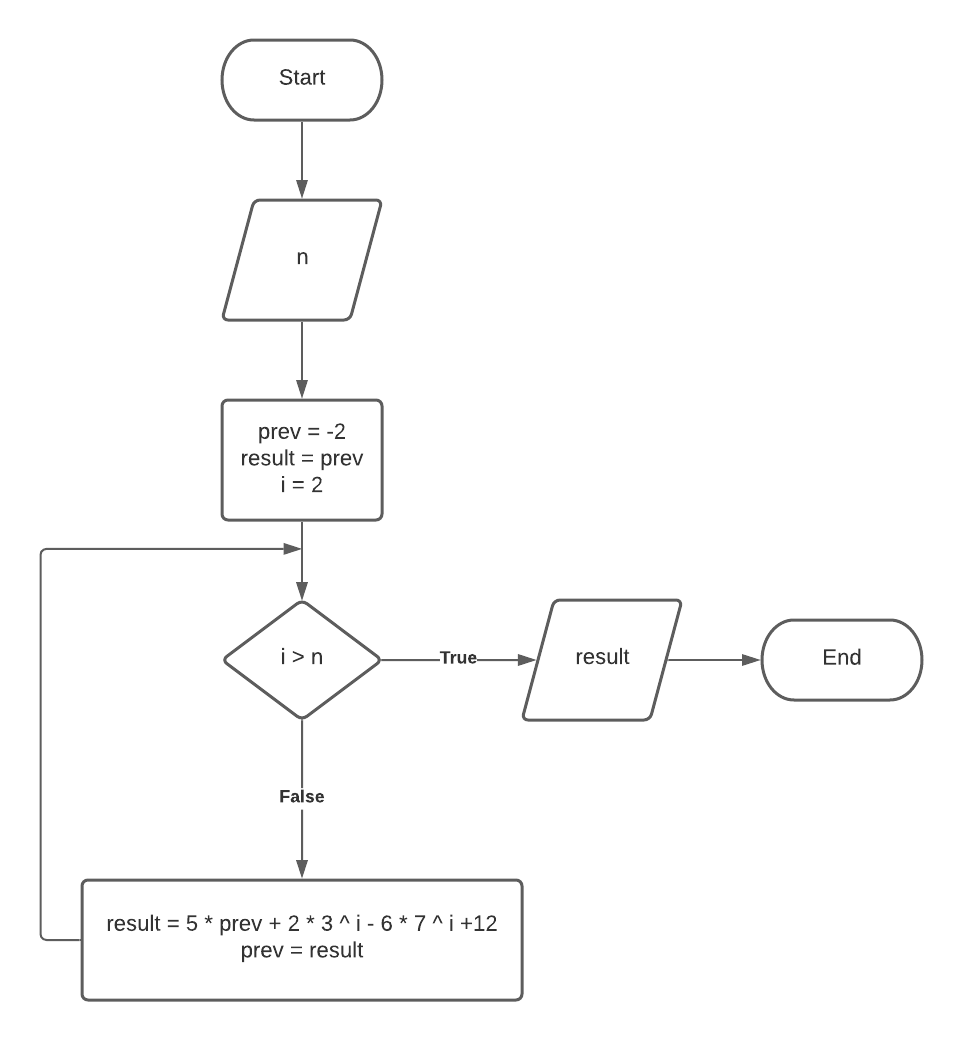 Start
n
prev = -2
result = prev
i = 2
i > n
True
result
End
False
result = 5 * prev + 2 * 3 ^ i - 6 * 7 ^ i +12
prev = result